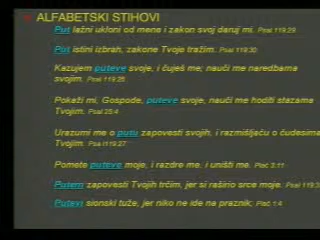 ALFABETSKI STIHOVI
Put lažni ukloni od mene i zakon svoj daruj mi. Psal 119:29
Put istini izbrah, zakone Tvoje tražim. Psal 119:30
Kazujem puteve svoje, i čuješ me; nauči me naredbama
svojim. Psal 119:26
Pokaži mi, Gospode, puteve svoje, nauči me hoditi stazama
Tvojim. Psal 25:4
Urazumi me o putu zapovesti svojih, i razmišljaću o čudesima
Tvojim. Psal 119:27
Pomete puteve moje, i razdre me, i uništi me. Plač 3:11
Putem zapovesti Tvojih trčim, jer si raširio srce moje. Psal 119:3
Putevi sionski tuže, jer niko ne ide na praznik; Plač 1:4